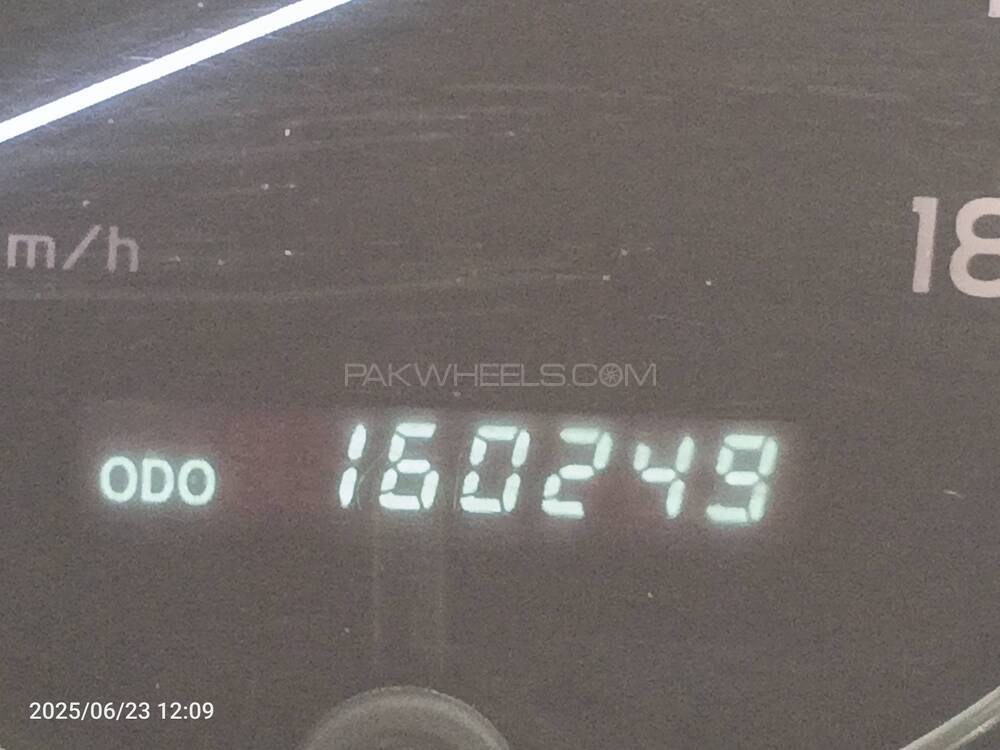 m/h
18
PAKWHEELS.COM
ODO 160249
2025/06/23 12:09